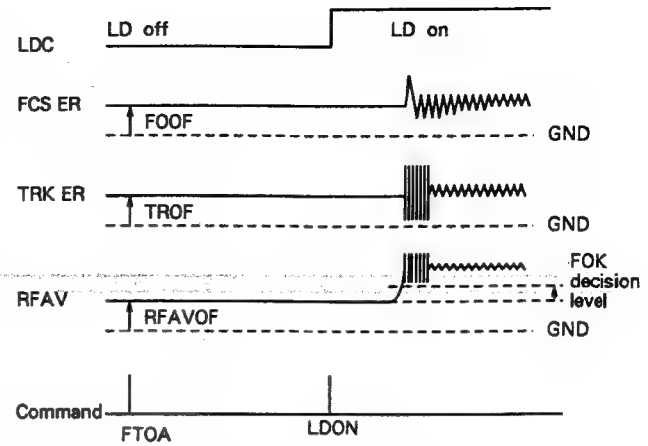 LD off
LD on
LDC
FCS ER
FOOF
GND
TRK ER
TROF
GND
FOK
decision
level
RFAV
RFAVOF
GND
Command
FTOA
LDON